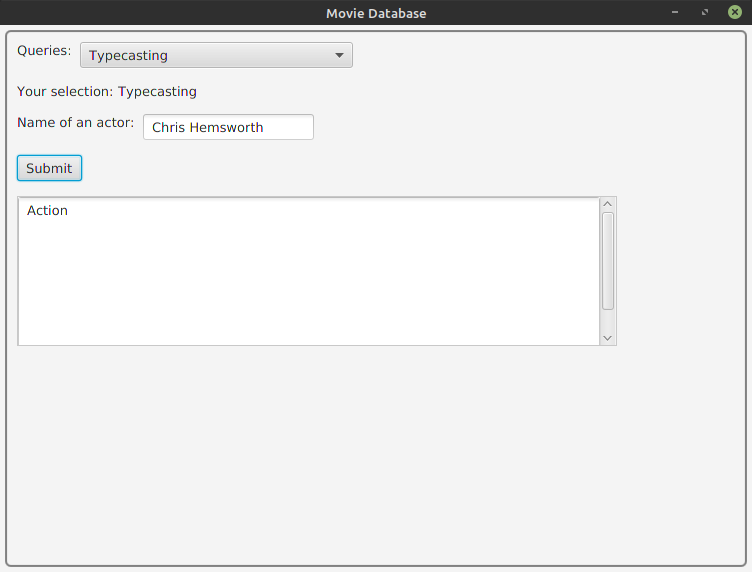 Movie Database
Queries: Typecasting
Your selection: Typecasting
Name of an actor: Chris Hemsworth
Submit
Action